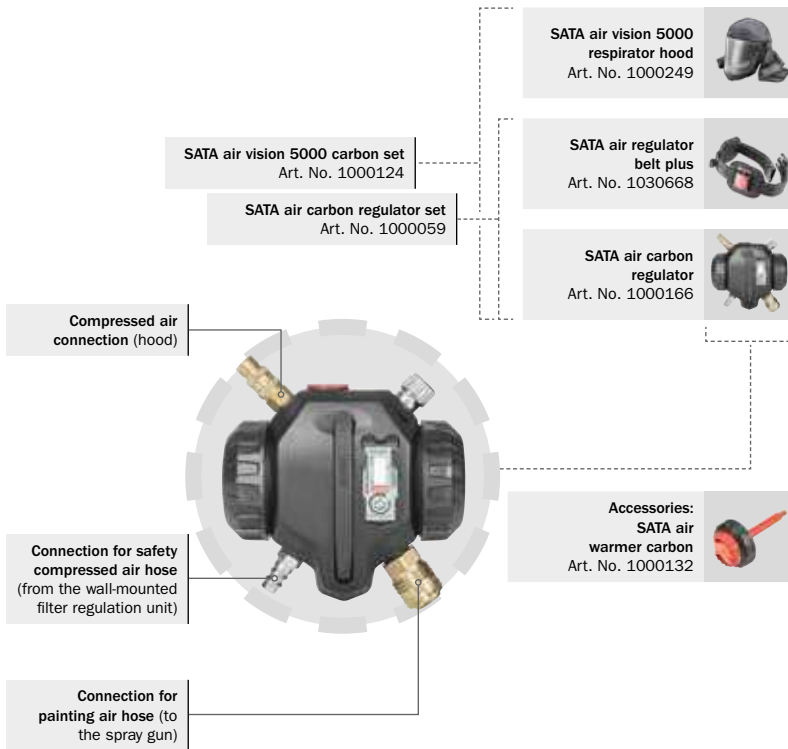 SATA air vision 5000
respirator hood
Art. No. 1000249
SATA air vision 5000 carbon set
Art. No. 1000124
SATA air regulator
belt plus
Art. No. 1030668
SATA air carbon regulator set
Art. No. 1000059
SATA air carbon
regulator
Art. No. 1000166
Compressed air
connection (hood)
Accessories:
SATA air
warmer carbon
Art. No. 1000132
Connection for safety
compressed air hose
(from the wall-mounted
filter regulation unit)
Connection for
painting air hose (to
the spray gun)